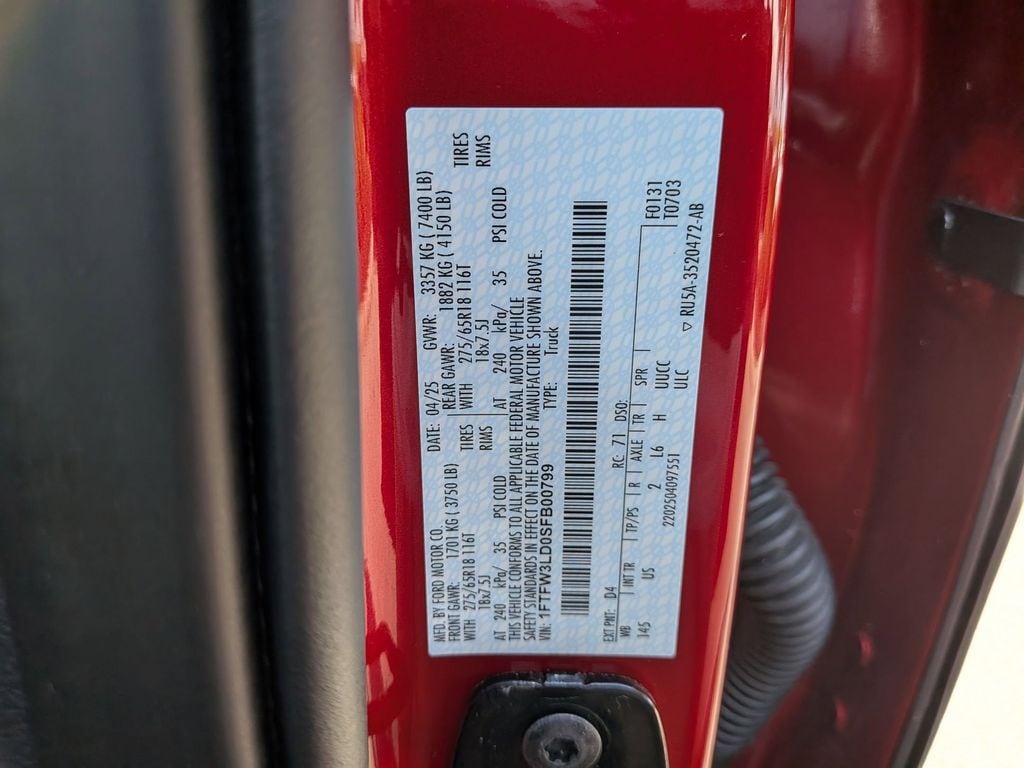 MFD. BY FORD MOTOR CO. DATE: 04/25 GVWR: 3357 KG ( 7400 LB)
FRONT GAWR: 1701 KG ( 3750 LB) REAR GAWR: 1882 KG ( 4150 LB)
WITH 275/65R18 116T TIRES WITH 275/65R18 116T TIRES
18x7.5J RIMS 18x7.5J RIMS
AT 240 kPa/ 35 PSI COLD AT 240 kPa/ 35 PSI COLD
THIS VEHICLE CONFORMS TO ALL APPLICABLE FEDERAL MOTOR VEHICLE
SAFETY STANDARDS IN EFFECT ON THE DATE OF MANUFACTURE SHOWN ABOVE.
VIN: 1FTFW3LD0SFB00799 TYPE: Truck
EXT PNT: D4 RC: 71 DSO: F0131
WB INT TR TP/PS R AXLE TR SPR T0703
145 US 2 L6 H UUCC
2202504097551 ULC ▽ RU5A-3520472-AB